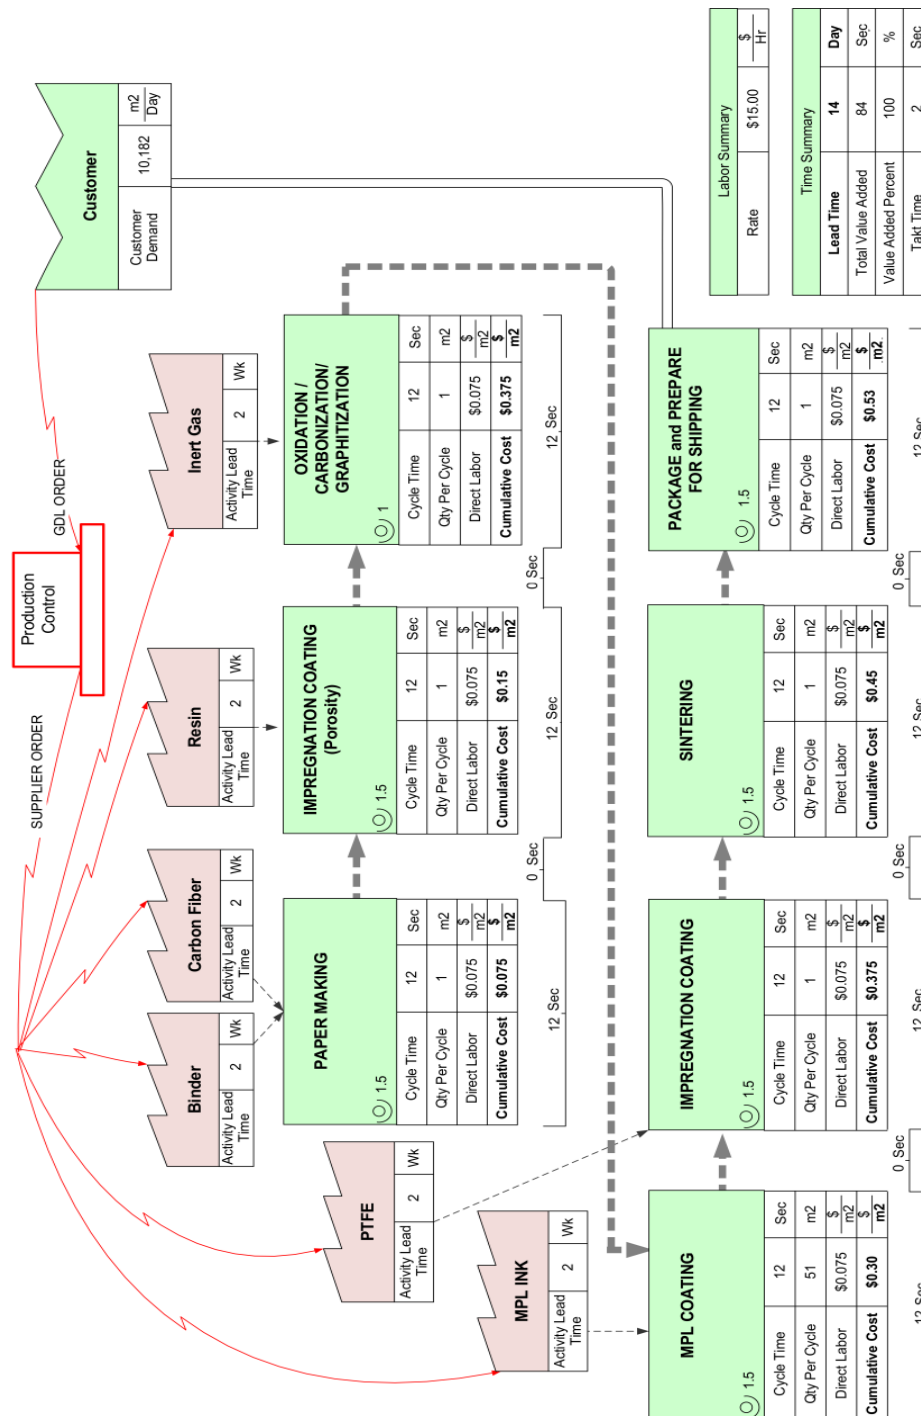 Customer
Customer
Demand
10,182
m2
Day
GDL ORDER
Production
Control
SUPPLIER ORDER
Binder
Activity Lead
Time
2
Wk
Carbon Fiber
Activity Lead
Time
2
Wk
Resin
Activity Lead
Time
2
Wk
Inert Gas
Activity Lead
Time
2
Wk
PTFE
Activity Lead
Time
2
Wk
MPL INK
Activity Lead
Time
2
Wk
PAPER MAKING
1.5
Cycle Time 12 Sec
Qty Per Cycle 1 m2
Direct Labor $0.075 $
m2
Cumulative Cost $0.075 $
m2
IMPREGNATION COATING
(Porosity)
1.5
Cycle Time 12 Sec
Qty Per Cycle 1 m2
Direct Labor $0.075 $
m2
Cumulative Cost $0.15 $
m2
OXIDATION /
CARBONIZATION/
GRAPHITIZATION
1
Cycle Time 12 Sec
Qty Per Cycle 1 m2
Direct Labor $0.075 $
m2
Cumulative Cost $0.375 $
m2
12 Sec
0 Sec
12 Sec
0 Sec
12 Sec
MPL COATING
1.5
Cycle Time 12 Sec
Qty Per Cycle 51 m2
Direct Labor $0.075 $
m2
Cumulative Cost $0.30 $
m2
IMPREGNATION COATING
1.5
Cycle Time 12 Sec
Qty Per Cycle 1 m2
Direct Labor $0.075 $
m2
Cumulative Cost $0.375 $
m2
SINTERING
1.5
Cycle Time 12 Sec
Qty Per Cycle 1 m2
Direct Labor $0.075 $
m2
Cumulative Cost $0.45 $
m2
PACKAGE and PREPARE
FOR SHIPPING
1.5
Cycle Time 12 Sec
Qty Per Cycle 1 m2
Direct Labor $0.075 $
m2
Cumulative Cost $0.53 $
m2
12 Sec
0 Sec
12 Sec
0 Sec
12 Sec
0 Sec
12 Sec
Labor Summary
Rate $15.00 $
Hr
Time Summary
Lead Time 14 Day
Total Value Added 84 Sec
Value Added Percent 100 %
Takt Time 2 Sec